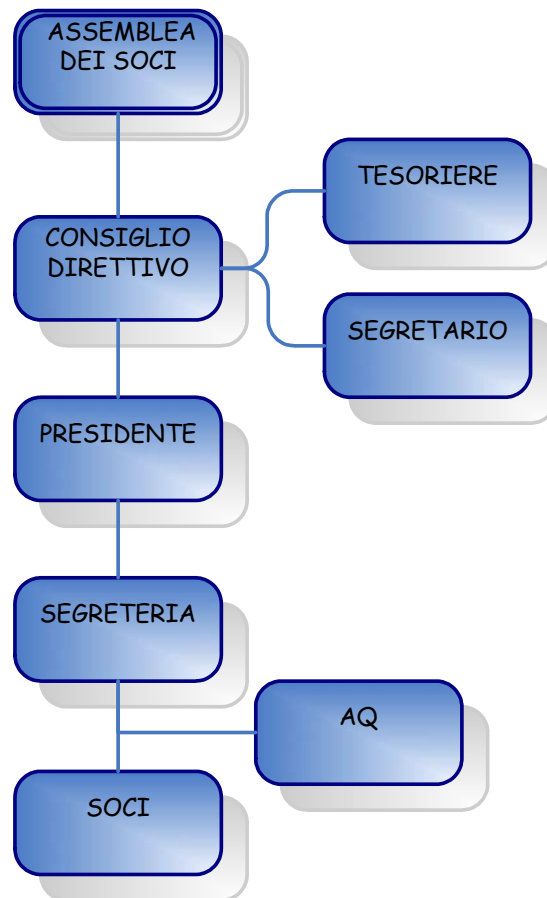 ASSEMBLEA
DEI SOCI
TESORIERE
CONSIGLIO
DIRETTIVO
SEGRETARIO
PRESIDENTE
SEGRETERIA
AQ
SOCI